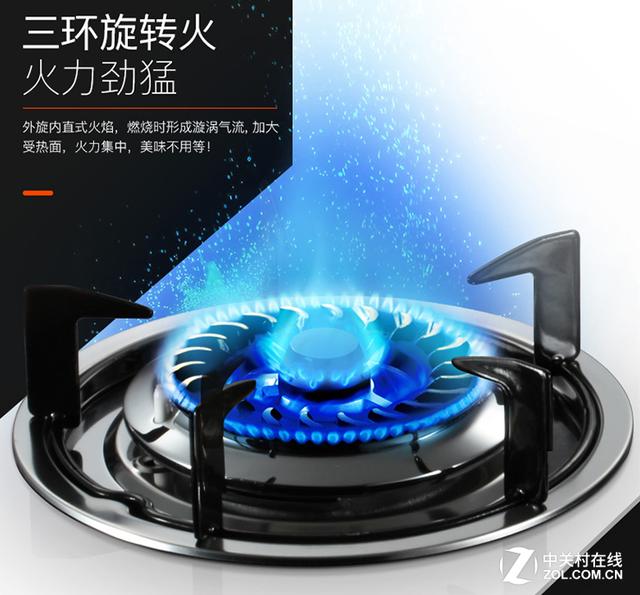 三环旋转火
火力劲猛
外旋内直式火焰，燃烧时形成漩涡气流，加大
受热面，火力集中，美味不用等！
中关村在线
ZOL.COM.CN